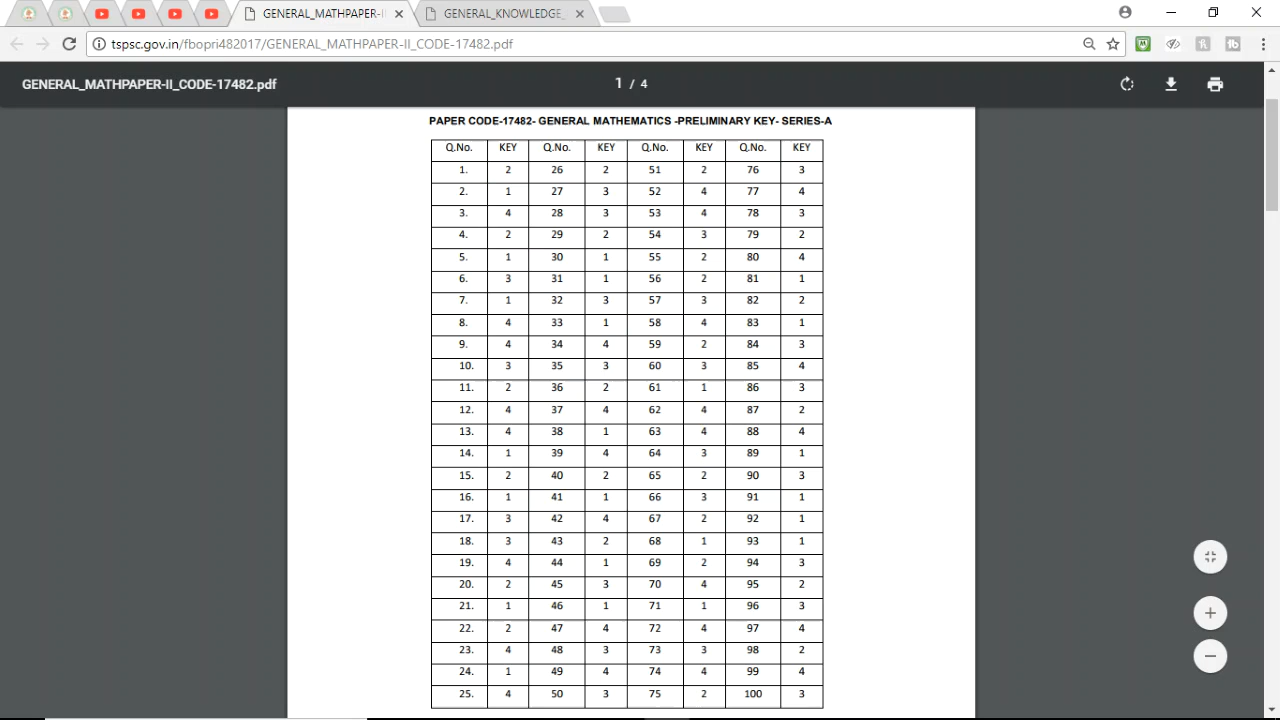 GENERAL_MATHPAPER-I
GENERAL_KNOWLEDGE_
tspsc.gov.in/fbopri482017/GENERAL_MATHPAPER-II_CODE-17482.pdf
GENERAL_MATHPAPER-II_CODE-17482.pdf 1 / 4
PAPER CODE-17482- GENERAL MATHEMATICS -PRELIMINARY KEY- SERIES-A
Q.No. KEY Q.No. KEY Q.No. KEY Q.No. KEY
1. 2 26 2 51 2 76 3
2. 1 27 3 52 4 77 4
3. 4 28 3 53 4 78 3
4. 2 29 2 54 3 79 2
5. 1 30 1 55 2 80 4
6. 3 31 1 56 2 81 1
7. 1 32 3 57 3 82 2
8. 4 33 1 58 4 83 1
9. 4 34 4 59 2 84 3
10. 3 35 3 60 3 85 4
11. 2 36 2 61 1 86 3
12. 4 37 4 62 4 87 2
13. 4 38 1 63 4 88 4
14. 1 39 4 64 3 89 1
15. 2 40 2 65 2 90 3
16. 1 41 1 66 3 91 1
17. 3 42 4 67 2 92 1
18. 3 43 2 68 1 93 1
19. 4 44 1 69 2 94 3
20. 2 45 3 70 4 95 2
21. 1 46 1 71 1 96 3
22. 2 47 4 72 4 97 4
23. 4 48 3 73 3 98 2
24. 1 49 4 74 4 99 4
25. 4 50 3 75 2 100 3